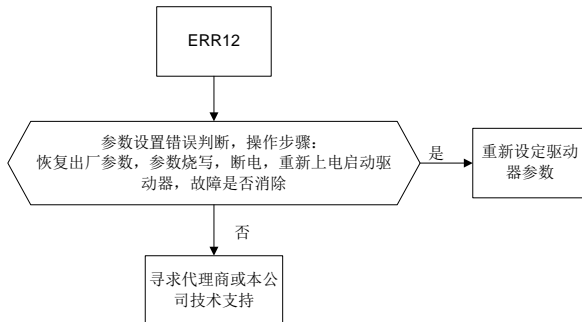 ERR12
参数设置错误判断，操作步骤：
恢复出厂参数，参数烧写，断电，重新上电启动驱
动器，故障是否消除
是
重新设定驱动
器参数
否
寻求代理商或本公
司技术支持